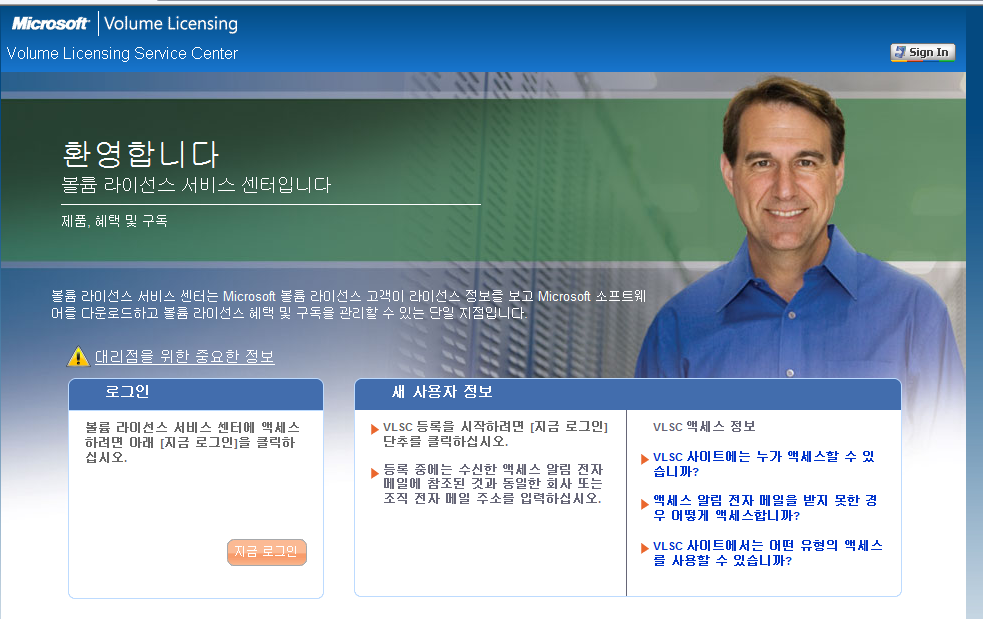 Microsoft Volume Licensing
Volume Licensing Service Center
Sign In
환영합니다
볼륨 라이선스 서비스 센터입니다
제품, 혜택 및 구독
볼륨 라이선스 서비스 센터는 Microsoft 볼륨 라이선스 고객이 라이선스 정보를 보고 Microsoft 소프트웨
어를 다운로드하고 볼륨 라이선스 혜택 및 구독을 관리할 수 있는 단일 지점입니다.
대리점을 위한 중요한 정보
로그인
볼륨 라이선스 서비스 센터에 액세스
하려면 아래 [지금 로그인]을 클릭하
십시오.
지금 로그인
새 사용자 정보
VLSC 등록을 시작하려면 [지금 로그인]
단추를 클릭하십시오.
등록 중에는 수신한 액세스 알림 전자
메일에 참조된 것과 동일한 회사 또는
조직 전자 메일 주소를 입력하십시오.
VLSC 액세스 정보
VLSC 사이트에는 누가 액세스할 수 있
습니까?
액세스 알림 전자 메일을 받지 못한 경
우 어떻게 액세스합니까?
VLSC 사이트에서는 어떤 유형의 액세스
를 사용할 수 있습니까?